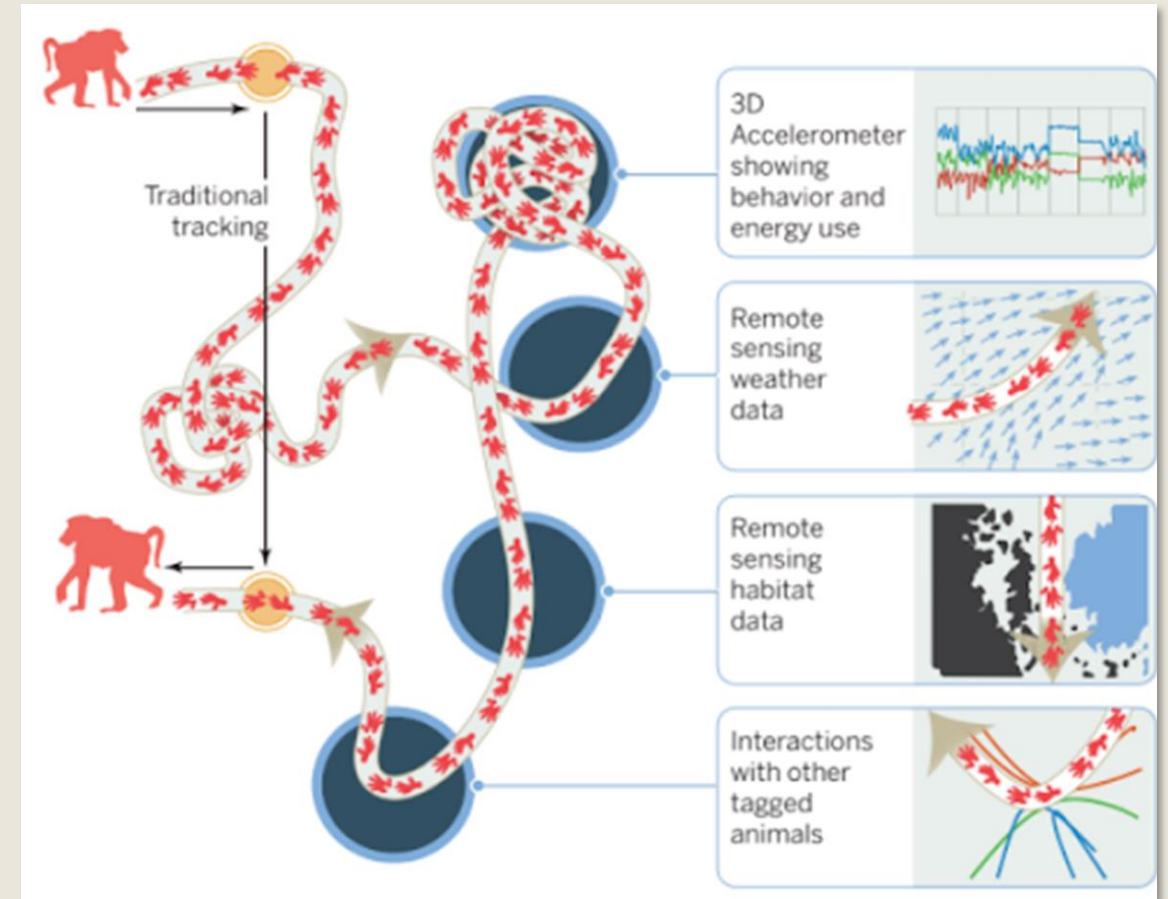 Traditional
tracking
3D
Accelerometer
showing
behavior and
energy use
Remote
sensing
weather
data
Remote
sensing
habitat
data
Interactions
with other
tagged
animals